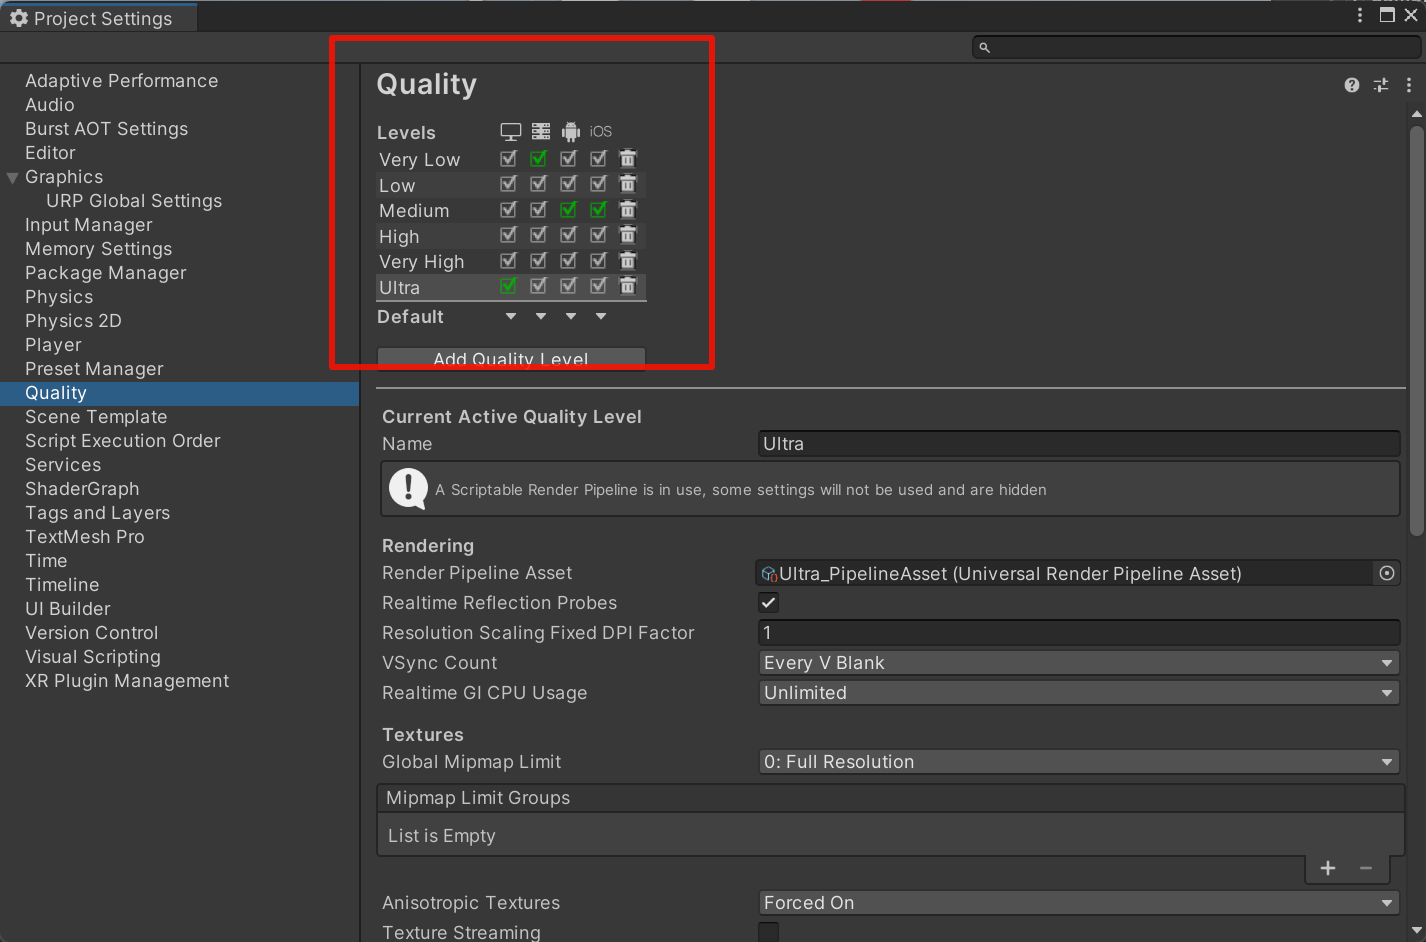 Project Settings
Adaptive Performance
Audio
Burst AOT Settings
Editor
Graphics
URP Global Settings
Input Manager
Memory Settings
Package Manager
Physics
Physics 2D
Player
Preset Manager
Quality
Scene Template
Script Execution Order
Services
ShaderGraph
Tags and Layers
TextMesh Pro
Time
Timeline
UI Builder
Version Control
Visual Scripting
XR Plugin Management
Quality
Levels iOS
Very Low
Low
Medium
High
Very High
Ultra
Default
Add Quality Level
Current Active Quality Level
Name Ultra
A Scriptable Render Pipeline is in use, some settings will not be used and are hidden
Rendering
Render Pipeline Asset Ultra_PipelineAsset (Universal Render Pipeline Asset)
Realtime Reflection Probes
Resolution Scaling Fixed DPI Factor 1
VSync Count Every V Blank
Realtime GI CPU Usage Unlimited
Textures
Global Mipmap Limit 0: Full Resolution
Mipmap Limit Groups
List is Empty
Anisotropic Textures Forced On
Texture Streaming